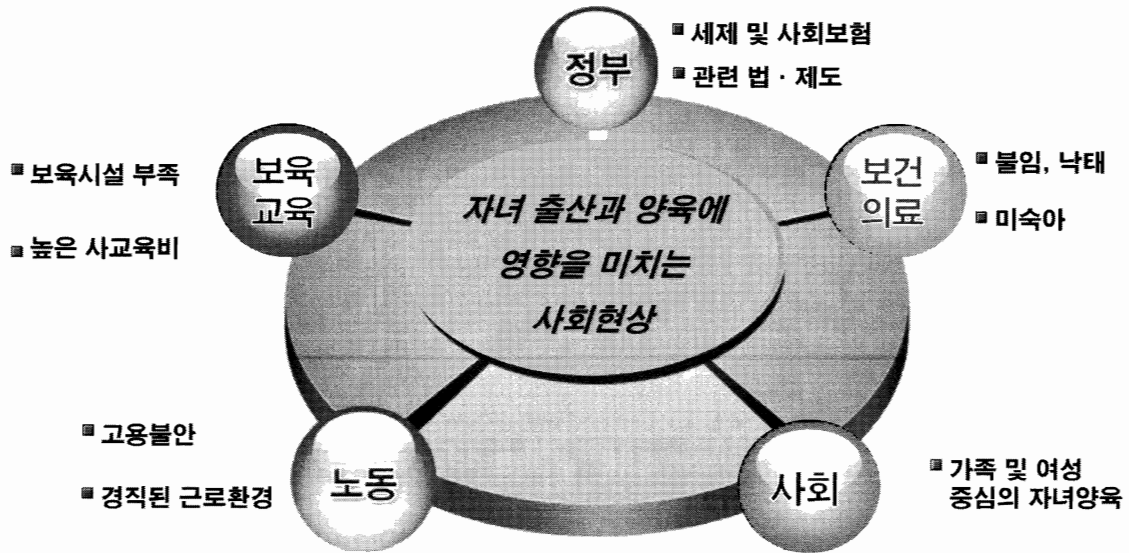 정부
■ 세제 및 사회보험
■ 관련 법 · 제도
보육
교육
■ 보육시설 부족
■ 높은 사교육비
보건
의료
■ 불임, 낙태
■ 미숙아
자녀 출산과 양육에
영향을 미치는
사회현상
노동
■ 고용불안
■ 경직된 근로환경
사회
■ 가족 및 여성
중심의 자녀양육